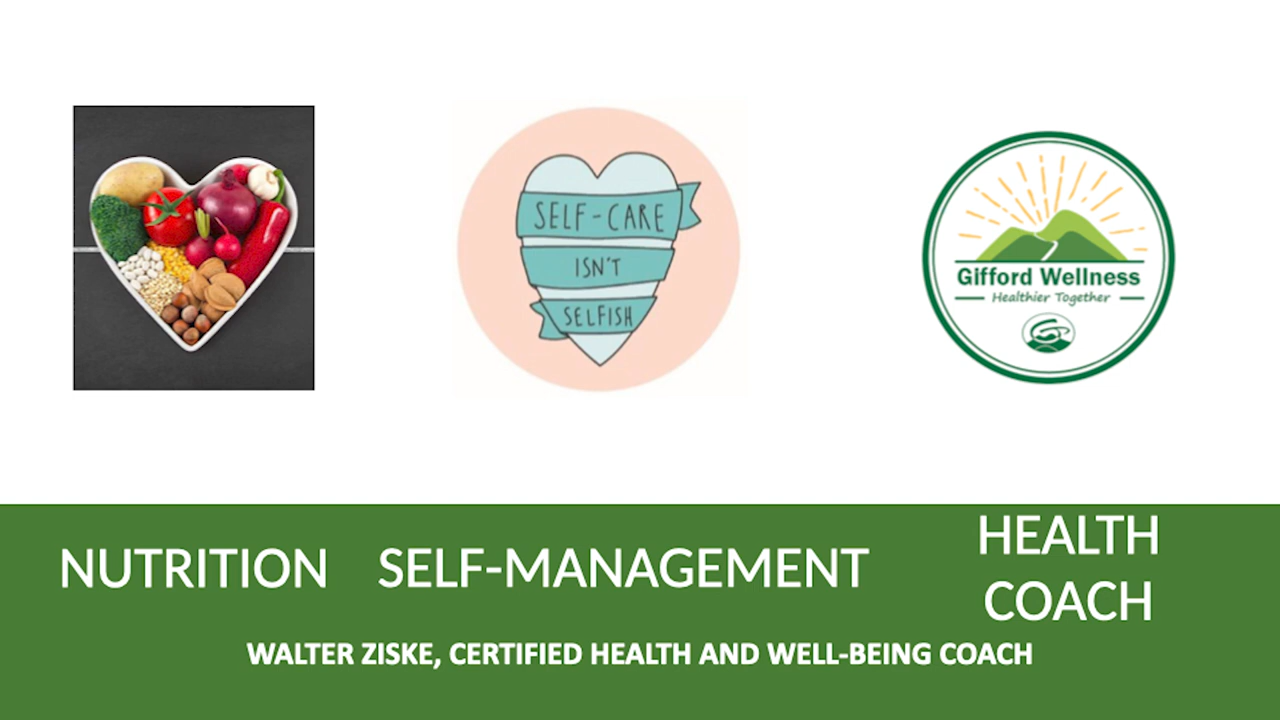 SELF-CARE
ISN'T
SELFISH
Gifford Wellness
Healthier Together
NUTRITION
SELF-MANAGEMENT
HEALTH
COACH
WALTER ZISKE, CERTIFIED HEALTH AND WELL-BEING COACH